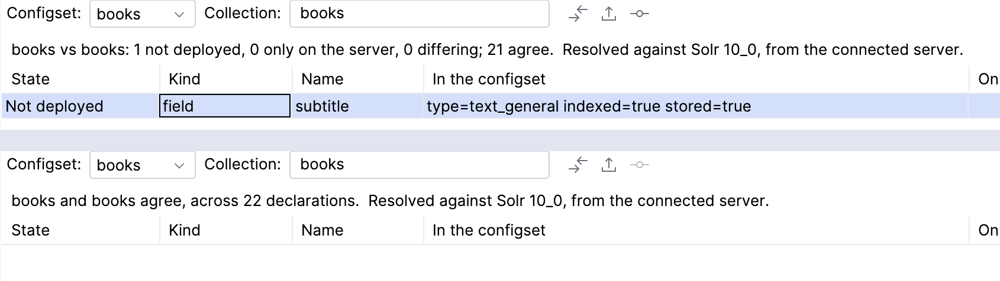 Configset: books Collection: books
books vs books: 1 not deployed, 0 only on the server, 0 differing; 21 agree.  Resolved against Solr 10_0, from the connected server.
State Kind Name In the configset On
Not deployed field subtitle type=text_general indexed=true stored=true
Configset: books Collection: books
books and books agree, across 22 declarations.  Resolved against Solr 10_0, from the connected server.
State Kind Name In the configset On